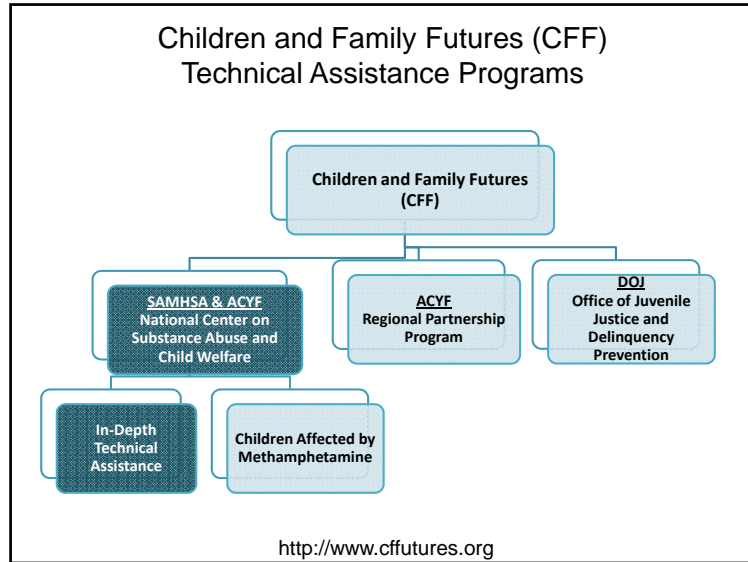 Children and Family Futures (CFF)
Technical Assistance Programs
Children and Family Futures
(CFF)
SAMHSA & ACYF
National Center on
Substance Abuse and
Child Welfare
ACYF
Regional Partnership
Program
DOJ
Office of Juvenile
Justice and
Delinquency
Prevention
In-Depth
Technical
Assistance
Children Affected by
Methamphetamine
http://www.cffutures.org